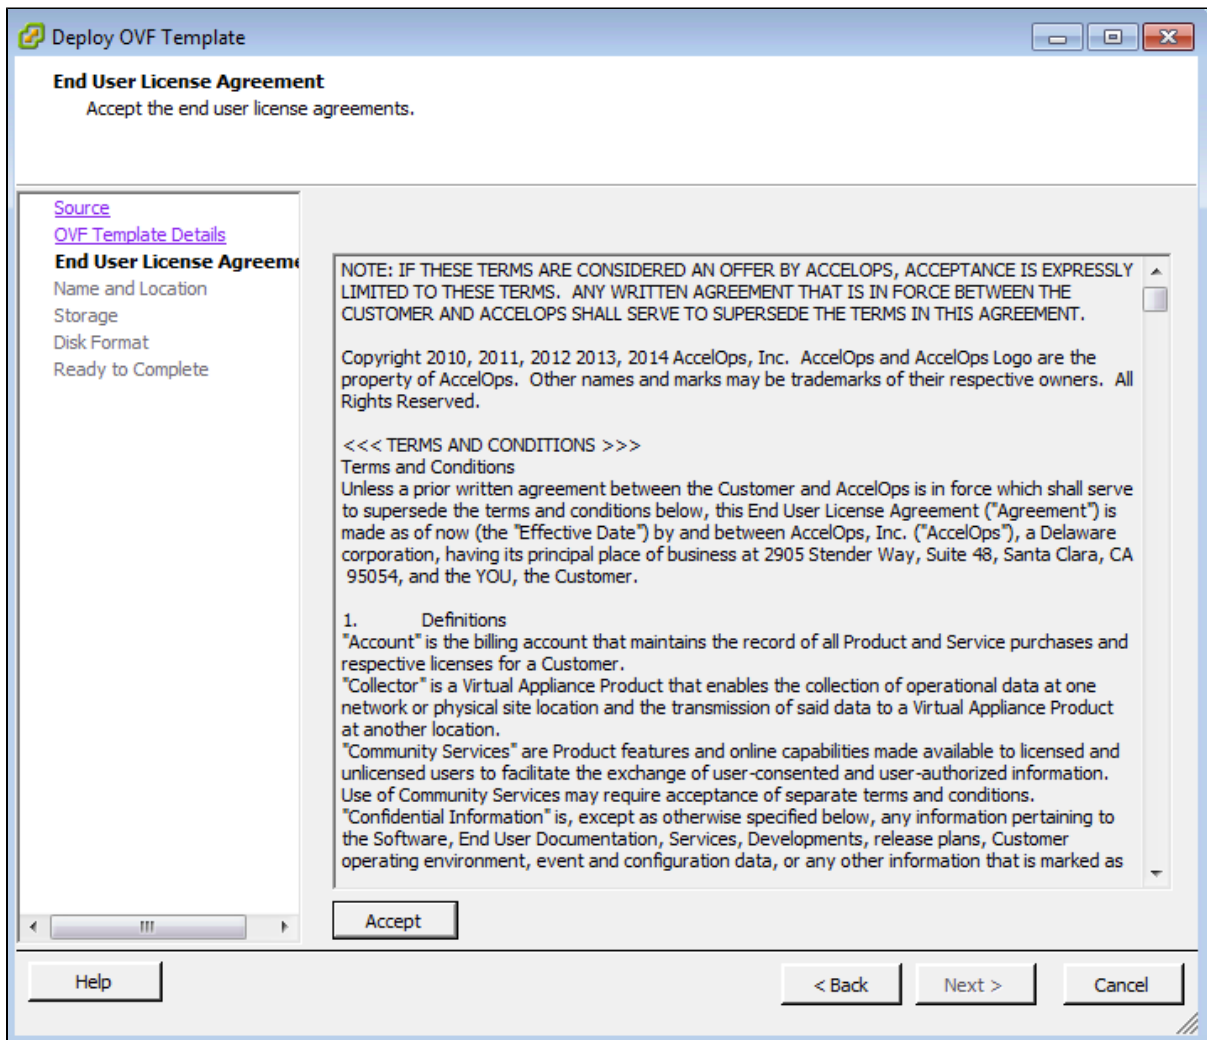 Deploy OVF Template
End User License Agreement
Accept the end user license agreements.
Source
OVF Template Details
End User License Agreeme
Name and Location
Storage
Disk Format
Ready to Complete
NOTE: IF THESE TERMS ARE CONSIDERED AN OFFER BY ACCELOPS, ACCEPTANCE IS EXPRESSLY
LIMITED TO THESE TERMS.  ANY WRITTEN AGREEMENT THAT IS IN FORCE BETWEEN THE
CUSTOMER AND ACCELOPS SHALL SERVE TO SUPERSEDE THE TERMS IN THIS AGREEMENT.
Copyright 2010, 2011, 2012 2013, 2014 AccelOps, Inc.  AccelOps and AccelOps Logo are the
property of AccelOps.  Other names and marks may be trademarks of their respective owners.  All
Rights Reserved.
<<< TERMS AND CONDITIONS >>>
Terms and Conditions
Unless a prior written agreement between the Customer and AccelOps is in force which shall serve
to supersede the terms and conditions below, this End User License Agreement ("Agreement") is
made as of now (the "Effective Date") by and between AccelOps, Inc. ("AccelOps"), a Delaware
corporation, having its principal place of business at 2905 Stender Way, Suite 48, Santa Clara, CA
95054, and the YOU, the Customer.
1. Definitions
"Account" is the billing account that maintains the record of all Product and Service purchases and
respective licenses for a Customer.
"Collector" is a Virtual Appliance Product that enables the collection of operational data at one
network or physical site location and the transmission of said data to a Virtual Appliance Product
at another location.
"Community Services" are Product features and online capabilities made available to licensed and
unlicensed users to facilitate the exchange of user-consented and user-authorized information.
Use of Community Services may require acceptance of separate terms and conditions.
"Confidential Information" is, except as otherwise specified below, any information pertaining to
the Software, End User Documentation, Services, Developments, release plans, Customer
operating environment, event and configuration data, or any other information that is marked as
Accept
Help
< Back
Next >
Cancel